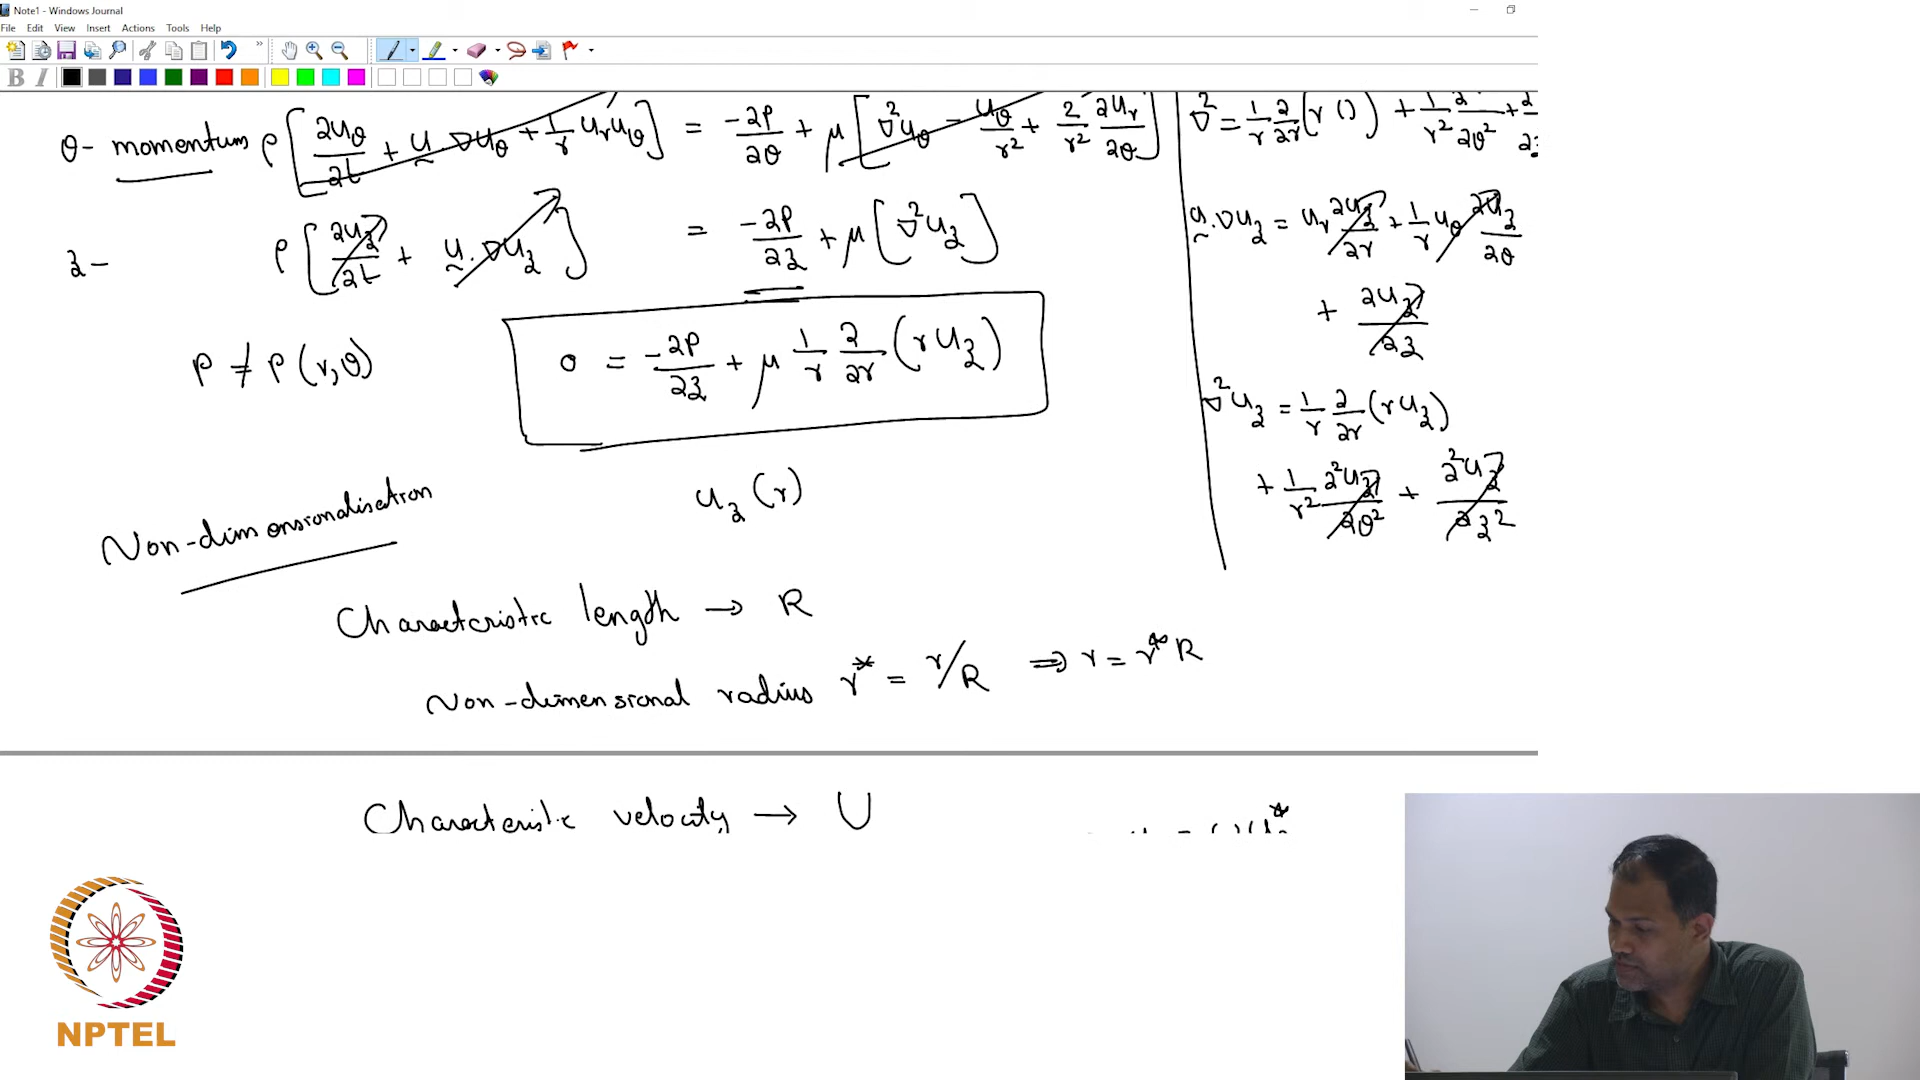 Note1 - Windows Journal
File Edit View Insert Actions Tools Help
B I
θ- momentum ρ[∂uθ/∂t + u.∇uθ + 1/r ur uθ] = -∂p/∂θ + μ[∇²uθ - uθ/r² + 2/r² ∂ur/∂θ]
∇² = 1/r ∂/∂r (r ()) + 1/r² ∂²/∂θ² +
z- ρ[∂uz/∂t + u.∇uz] = -∂p/∂z + μ[∇²uz]
u.∇uz = ur ∂uz/∂r + 1/r uθ ∂uz/∂θ
+ ∂uz/∂z
P ≠ P(r,θ)
0 = -∂p/∂z + μ 1/r ∂/∂r (r uz)
∇²uz = 1/r ∂/∂r (r uz)
+ 1/r² ∂²uz/∂θ² + ∂²uz/∂z²
uz(r)
Non-dimensionalisation
Characteristic length → R
Non-dimensional radius r* = r/R ⇒ r = r*R
Characteristic velocity → U
NPTEL